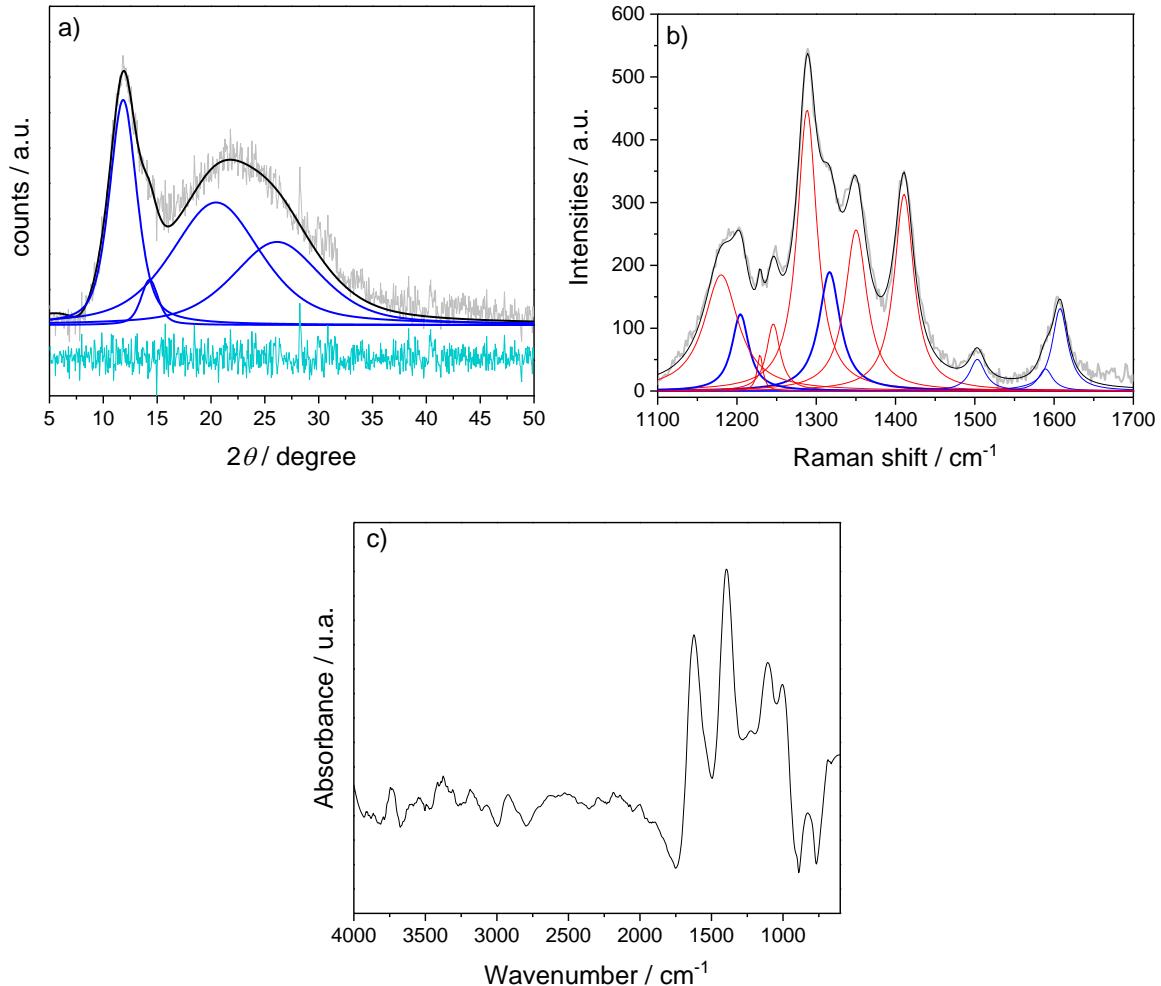 a)
counts / a.u.
5 10 15 20 25 30 35 40 45 50
2θ / degree
b)
600
500
400
300
200
100
0
Intensities / a.u.
1100 1200 1300 1400 1500 1600 1700
Raman shift / cm⁻¹
c)
Absorbance / u.a.
4000 3500 3000 2500 2000 1500 1000
Wavenumber / cm⁻¹